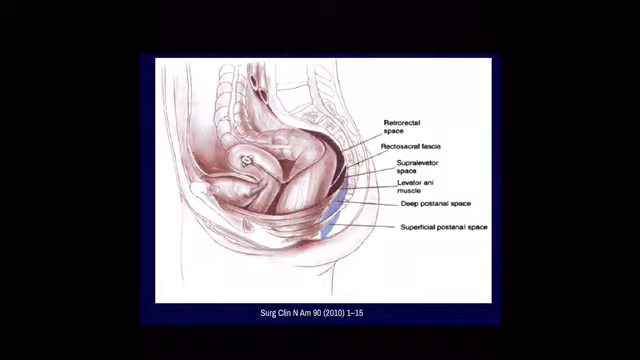 Retrorectal
space
Rectosacral fascia
Supralevator
space
Levator ani
muscle
Deep postanal space
Superficial postanal space
Surg Clin N Am 90 (2010) 1–15